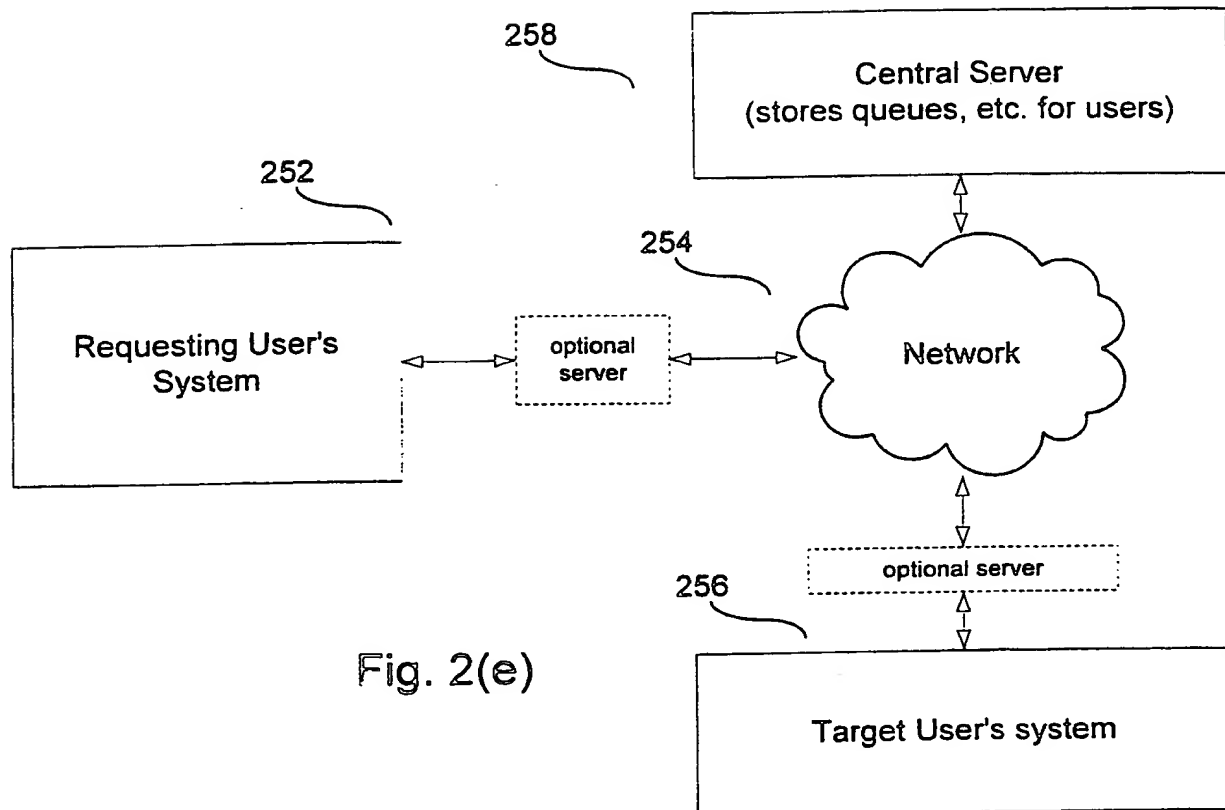 258
Central Server
(stores queues, etc. for users)
252
254
Requesting User's
System
optional
server
Network
optional server
256
Fig. 2(e)
Target User's system